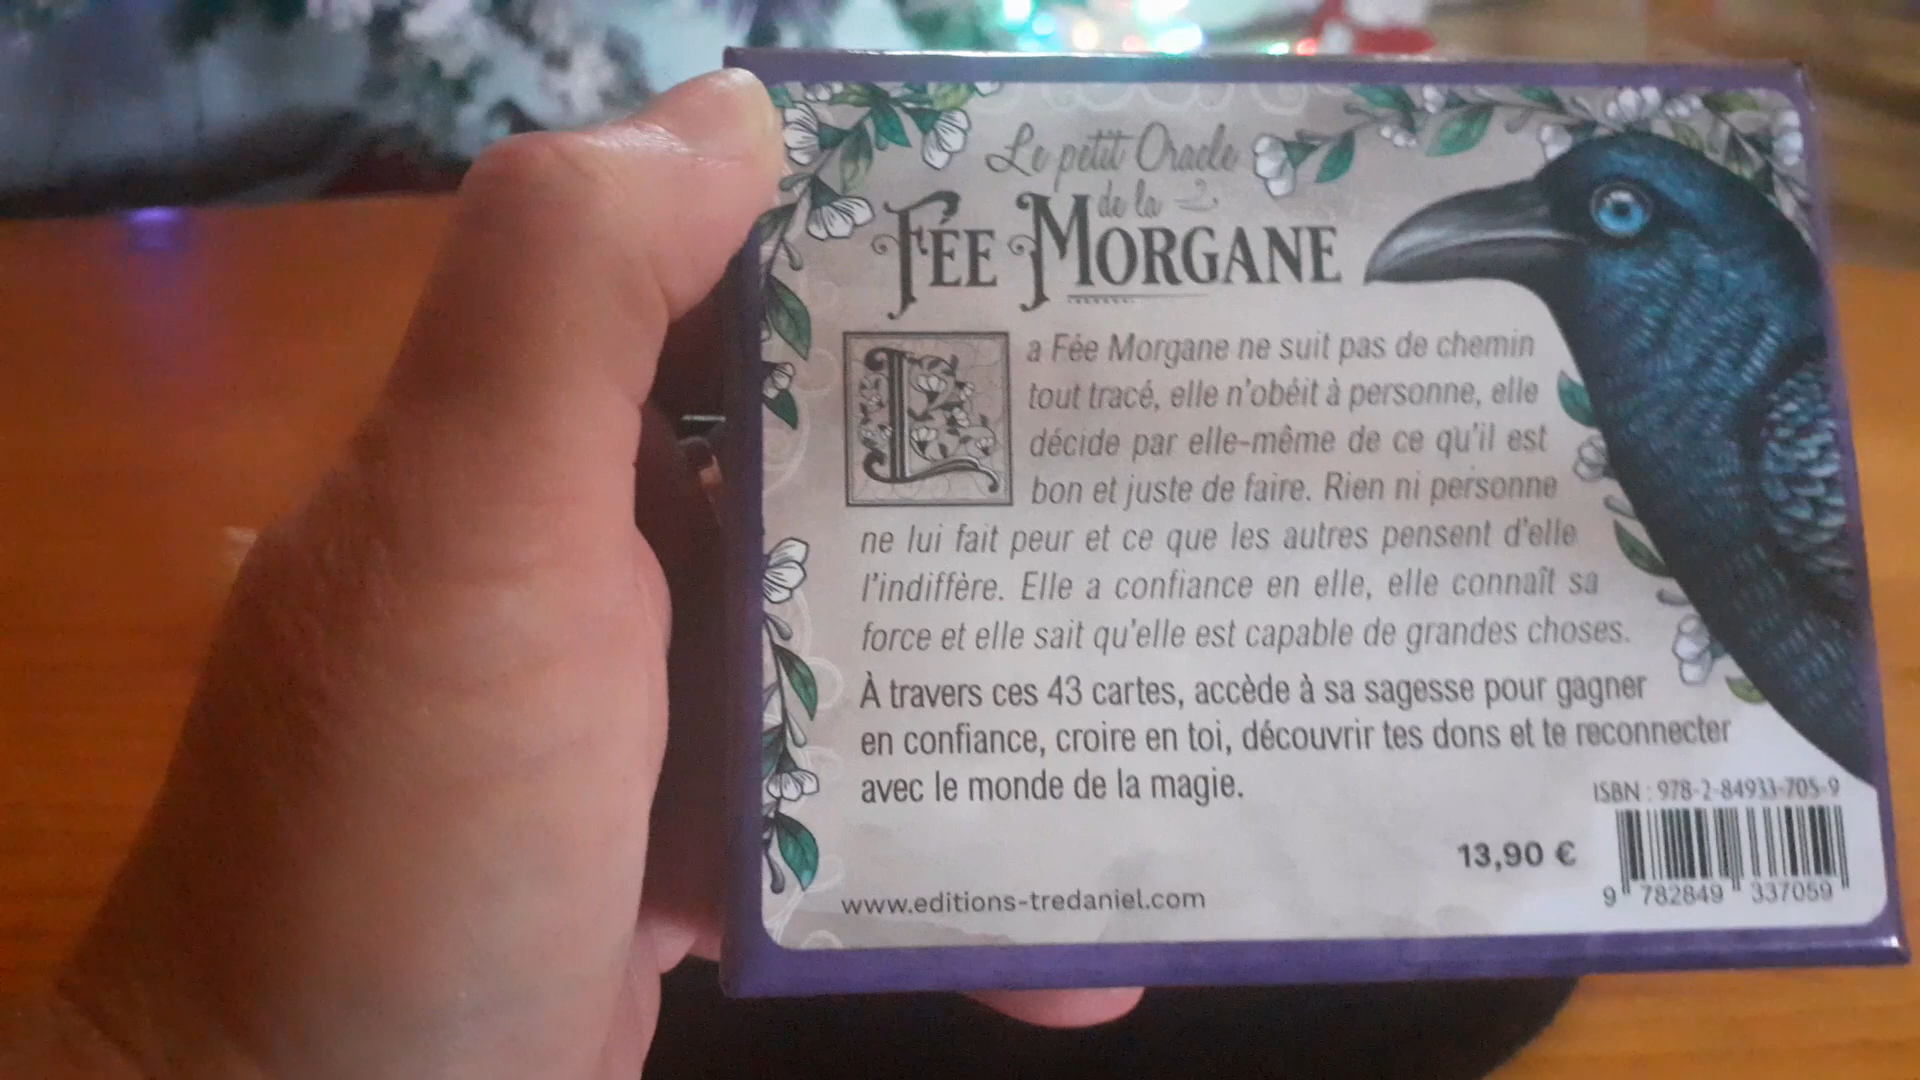 Le petit Oracle
de la
FÉE MORGANE
La Fée Morgane ne suit pas de chemin
tout tracé, elle n'obéit à personne, elle
décide par elle-même de ce qu'il est
bon et juste de faire. Rien ni personne
ne lui fait peur et ce que les autres pensent d'elle
l'indiffère. Elle a confiance en elle, elle connaît sa
force et elle sait qu'elle est capable de grandes choses.
À travers ces 43 cartes, accède à sa sagesse pour gagner
en confiance, croire en toi, découvrir tes dons et te reconnecter
avec le monde de la magie.
ISBN : 978-2-84933-705-9
13,90 €
9 782849 337059
www.editions-tredaniel.com